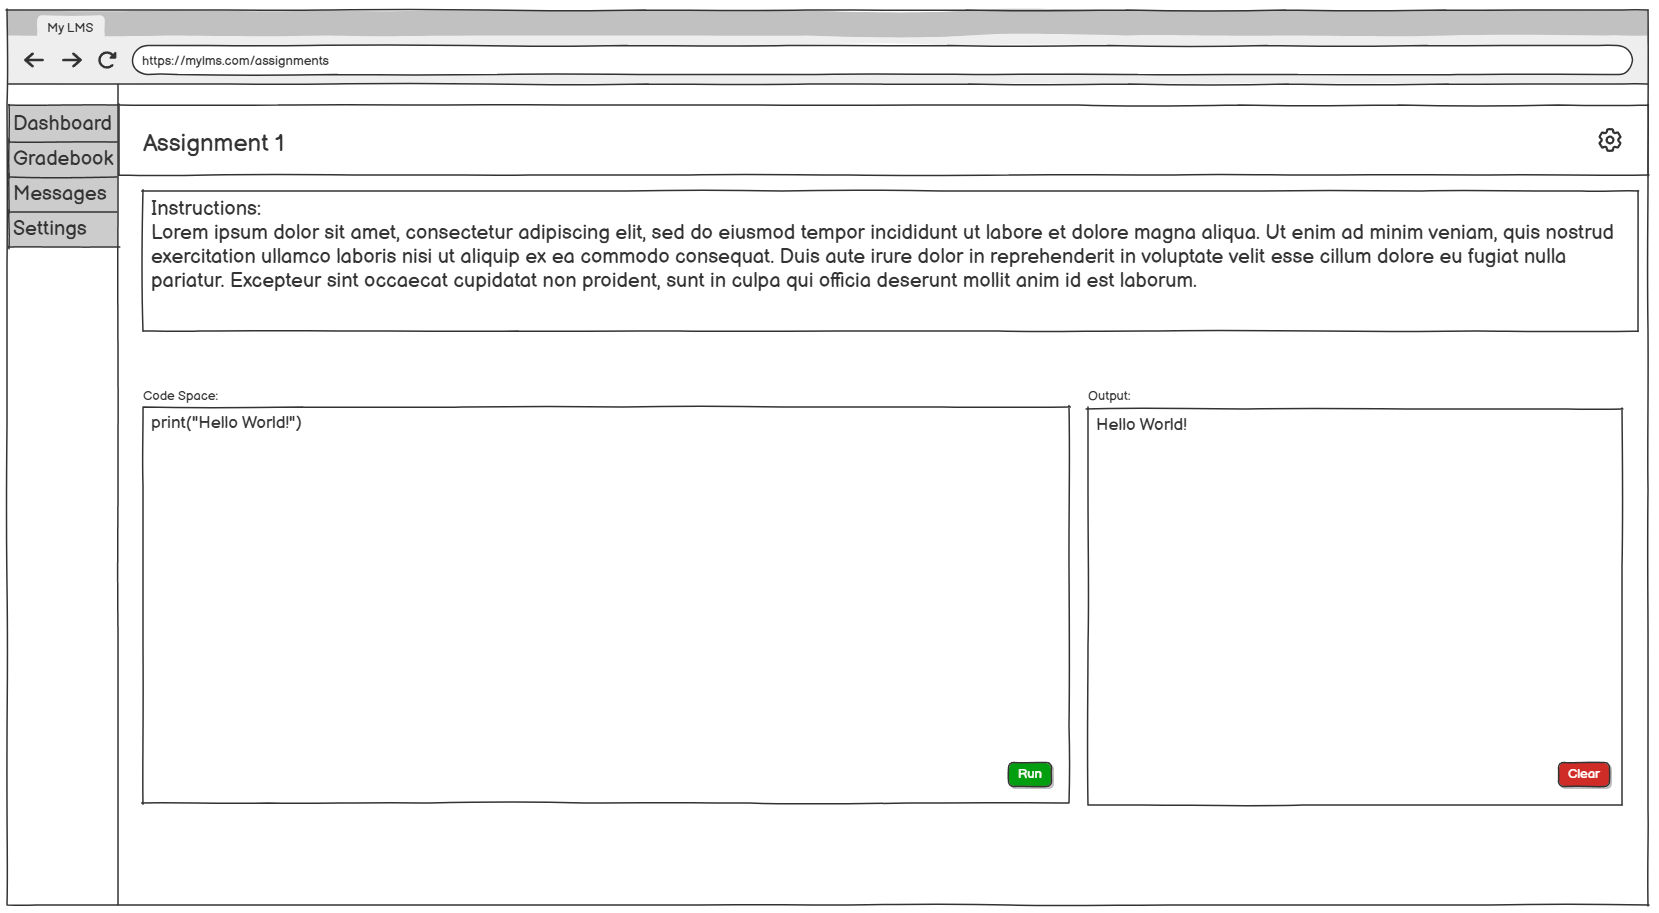 My LMS
https://mylms.com/assignments
Dashboard
Gradebook
Messages
Settings
Assignment 1
Instructions:
Lorem ipsum dolor sit amet, consectetur adipiscing elit, sed do eiusmod tempor incididunt ut labore et dolore magna aliqua. Ut enim ad minim veniam, quis nostrud
exercitation ullamco laboris nisi ut aliquip ex ea commodo consequat. Duis aute irure dolor in reprehenderit in voluptate velit esse cillum dolore eu fugiat nulla
pariatur. Excepteur sint occaecat cupidatat non proident, sunt in culpa qui officia deserunt mollit anim id est laborum.
Code Space:
print("Hello World!")
Run
Output:
Hello World!
Clear